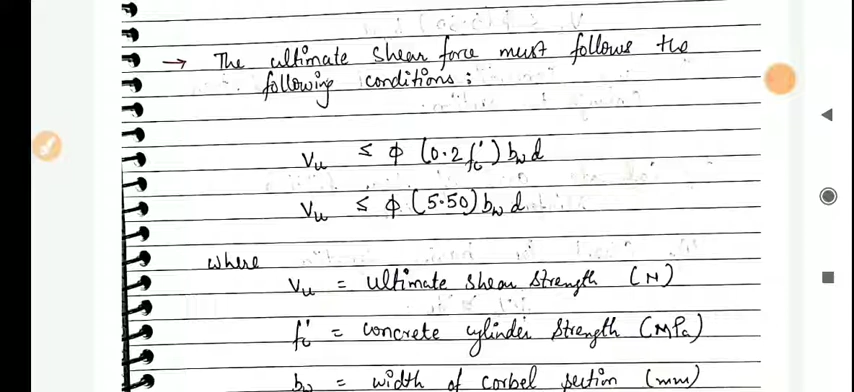 → The ultimate shear force must follows the
following conditions:
Vu ≤ φ (0.2 fc') bw d
Vu ≤ φ (5.50) bw d
where
Vu = ultimate shear strength (N)
fc' = concrete cylinder strength (MPa)
bw = width of corbel section (mm)